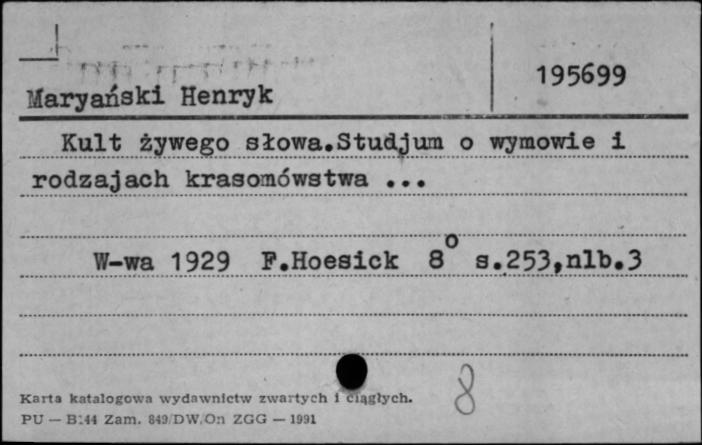 195699
Maryański Henryk
Kult żywego słowa.Studjum o wymowie i
rodzajach krasomówstwa ...
W-wa 1929 F.Hoesick 8° s.253,nlb.3
8
Karta katalogowa wydawnictw zwartych i ciągłych.
PU — B:44 Zam. 849/DW/On ZGG — 1991